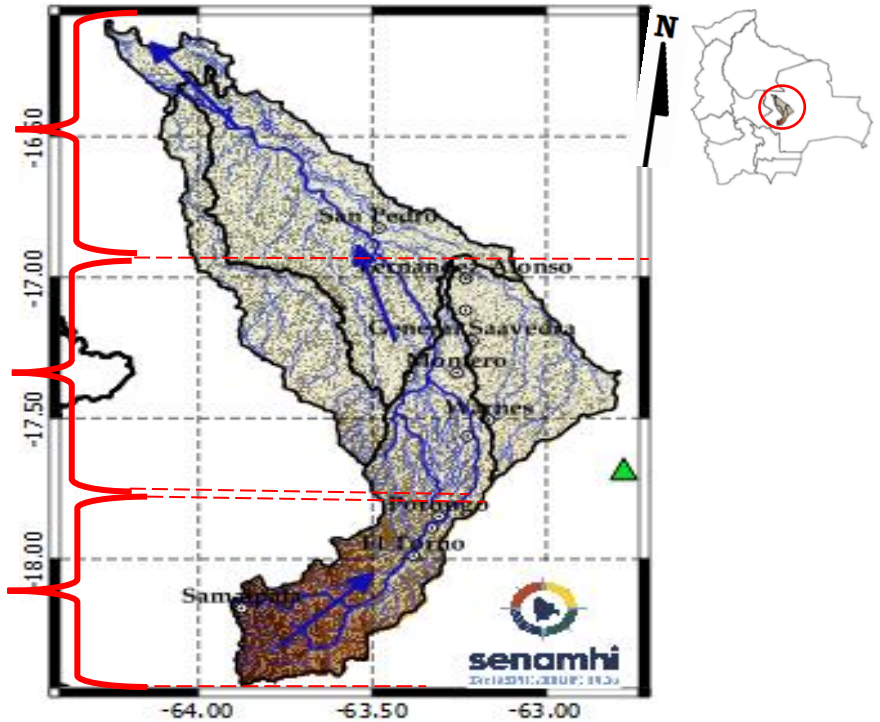 N
-16.50
San Pedro
-17.00
Fernandez Alonso
General Saavedra
Montero
-17.50
Warnes
Porongo
-18.00
El Torno
Samaipata
senamhi
-64.00
-63.50
-63.00